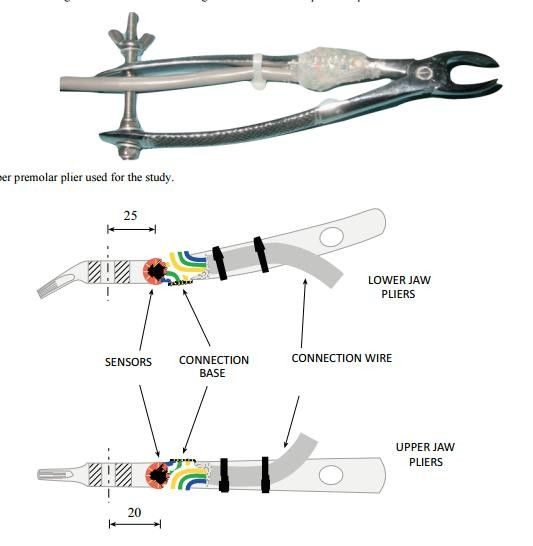 per premolar plier used for the study.
25
LOWER JAW
PLIERS
SENSORS
CONNECTION
BASE
CONNECTION WIRE
UPPER JAW
PLIERS
20